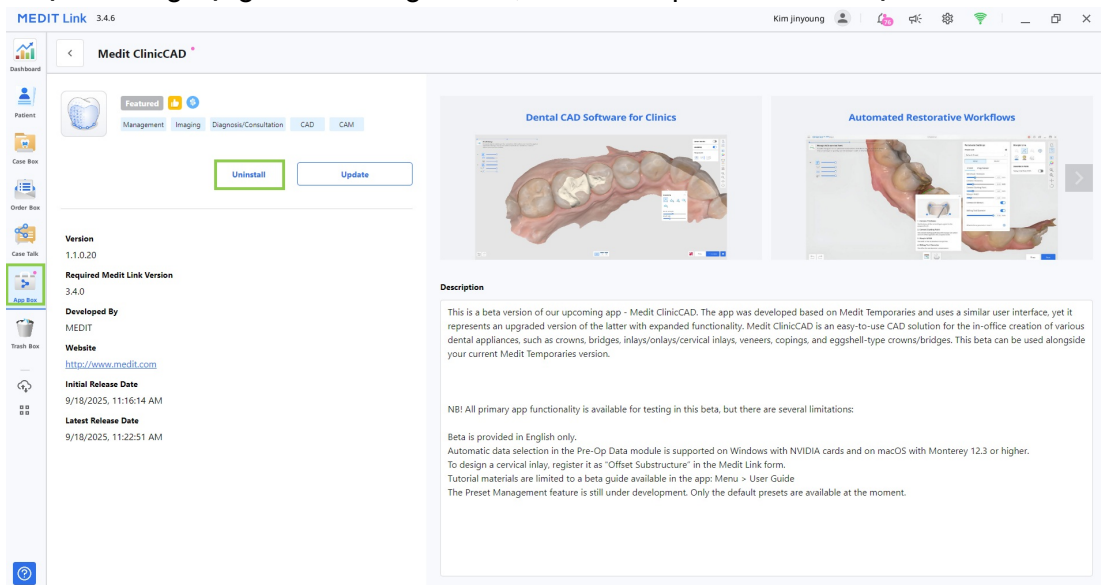 MEDIT Link 3.4.6
Kim jinyoung
76
Dashboard
Patient
Case Box
Order Box
Case Talk
App Box
Trash Box
Medit ClinicCAD
Featured
Management Imaging Diagnosis/Consultation CAD CAM
Uninstall Update
Version
1.1.0.20
Required Medit Link Version
3.4.0
Developed By
MEDIT
Website
http://www.medit.com
Initial Release Date
9/18/2025, 11:16:14 AM
Latest Release Date
9/18/2025, 11:22:51 AM
Dental CAD Software for Clinics
Automated Restorative Workflows
Description
This is a beta version of our upcoming app - Medit ClinicCAD. The app was developed based on Medit Temporaries and uses a similar user interface, yet it
represents an upgraded version of the latter with expanded functionality. Medit ClinicCAD is an easy-to-use CAD solution for the in-office creation of various
dental appliances, such as crowns, bridges, inlays/onlays/cervical inlays, veneers, copings, and eggshell-type crowns/bridges. This beta can be used alongside
your current Medit Temporaries version.
NB! All primary app functionality is available for testing in this beta, but there are several limitations:
Beta is provided in English only.
Automatic data selection in the Pre-Op Data module is supported on Windows with NVIDIA cards and on macOS with Monterey 12.3 or higher.
To design a cervical inlay, register it as "Offset Substructure" in the Medit Link form.
Tutorial materials are limited to a beta guide available in the app: Menu > User Guide
The Preset Management feature is still under development. Only the default presets are available at the moment.